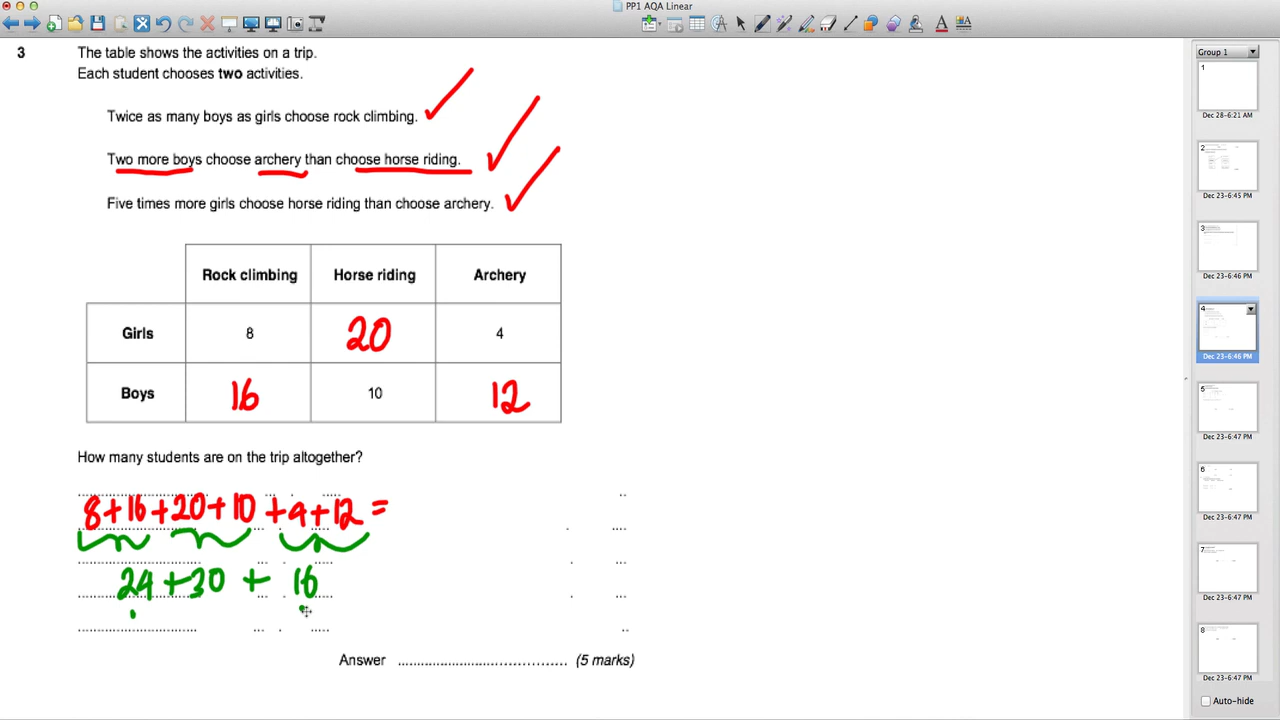 PP1 AQA Linear
Group 1
3
The table shows the activities on a trip.
Each student chooses two activities.
Twice as many boys as girls choose rock climbing.
Two more boys choose archery than choose horse riding.
Five times more girls choose horse riding than choose archery.
Rock climbing Horse riding Archery
Girls 8 20 4
Boys 16 10 12
How many students are on the trip altogether?
8+16+20+10+4+12=
24+30+16
Answer ............................................ (5 marks)
1
Dec 28-6:21 AM
2
Dec 23-6:45 PM
3
Dec 23-6:46 PM
4
Dec 23-6:46 PM
5
Dec 23-6:47 PM
6
Dec 23-6:47 PM
7
Dec 23-6:47 PM
8
Dec 23-6:47 PM
Auto-hide